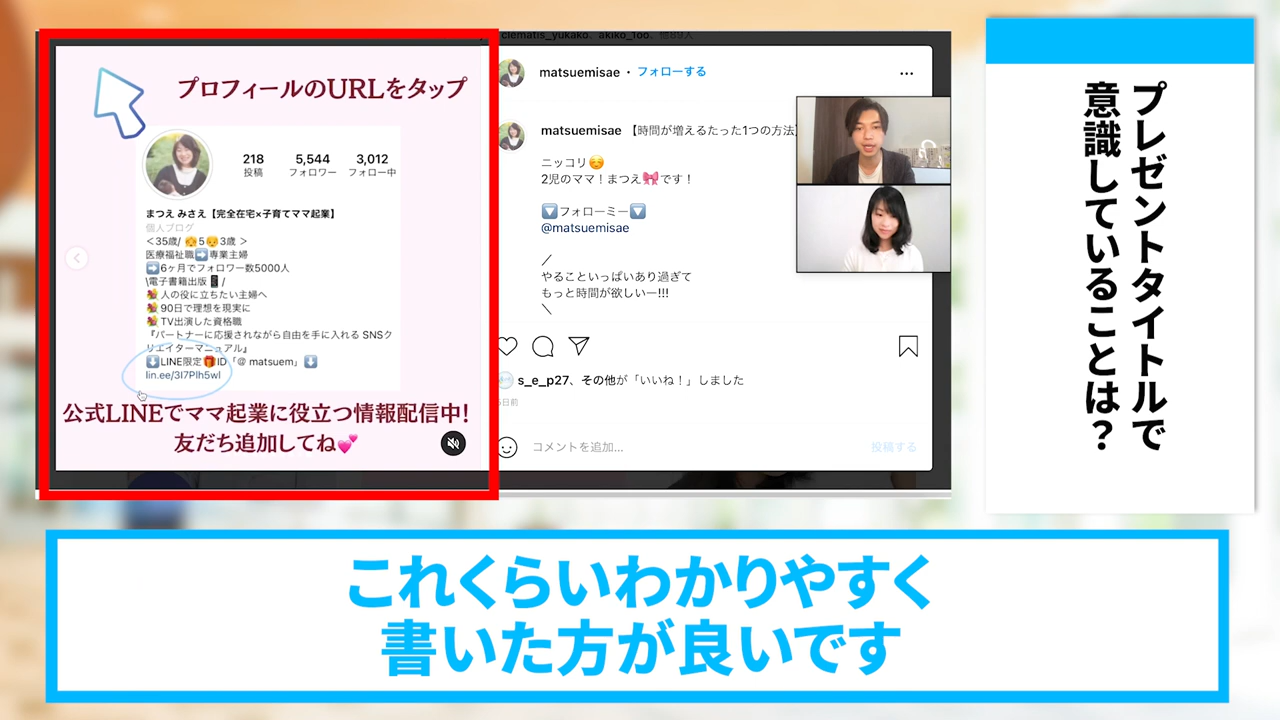 clematis_yukako、akiko_1oo、他89人
プロフィールのURLをタップ
218
5,544
3,012
投稿
フォロワー
フォロー中
まつえ みさえ【完全在宅×子育てママ起業】
個人ブログ
＜35歳/ 👧5👦3歳 ＞
医療福祉職➡️専業主婦
➡️6ヶ月でフォロワー数5000人
\電子書籍出版📱/
💐人の役に立ちたい主婦へ
💐90日で理想を現実に
💐TV出演した資格職
『パートナーに応援されながら自由を手に入れる SNSク
リエイターマニュアル』
⬇️LINE限定🎁ID「@ matsuem」⬇️
lin.ee/3I7Plh5wl
公式LINEでママ起業に役立つ情報配信中!
友だち追加してね💕
matsuemisae・フォローする
matsuemisae 【時間が増えるたった1つの方法】
ニッコリ☺️
2児のママ！まつえ🎀です！
🔽フォローミー🔽
@matsuemisae
／
やることいっぱいあり過ぎて
もっと時間が欲しいー!!!
＼
s_e_p27、その他が「いいね！」しました
日前
コメントを追加...
投稿する
プレゼントタイトルで
意識していることは？
これくらいわかりやすく
書いた方が良いです